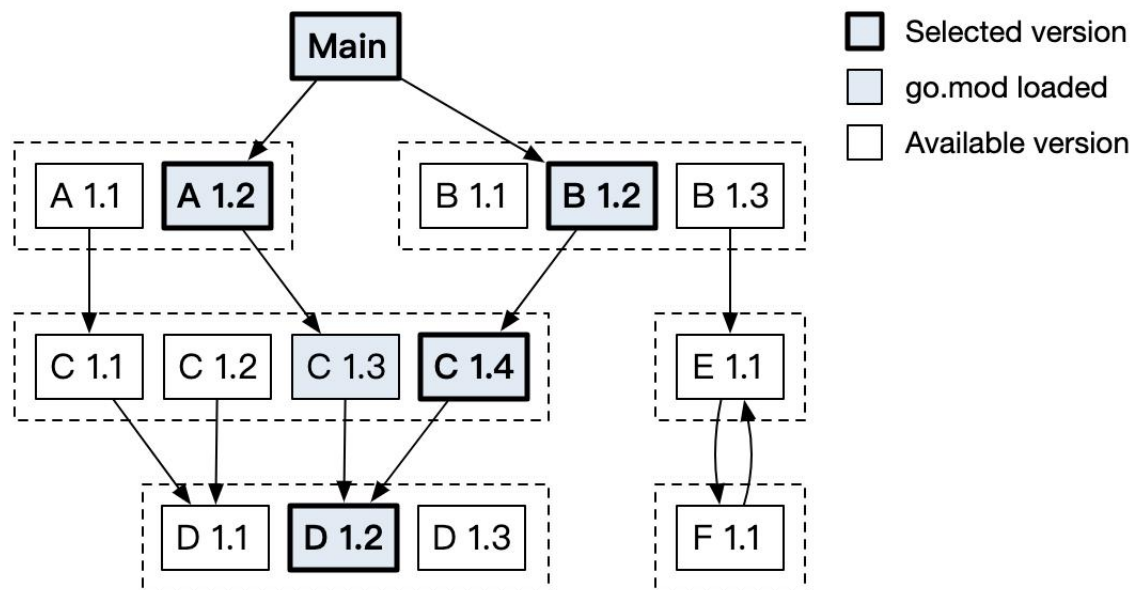 Main
Selected version
go.mod loaded
Available version
A 1.1
A 1.2
B 1.1
B 1.2
B 1.3
C 1.1
C 1.2
C 1.3
C 1.4
E 1.1
D 1.1
D 1.2
D 1.3
F 1.1